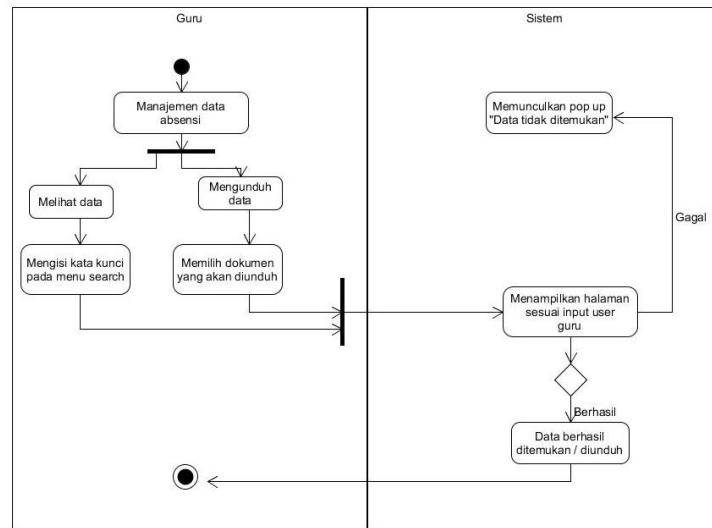 Guru
Sistem
Manajemen data
absensi
Memunculkan pop up
"Data tidak ditemukan"
Melihat data
Mengunduh
data
Gagal
Mengisi kata kunci
pada menu search
Memilih dokumen
yang akan diunduh
Menampilkan halaman
sesuai input user
guru
Berhasil
Data berhasil
ditemukan / diunduh